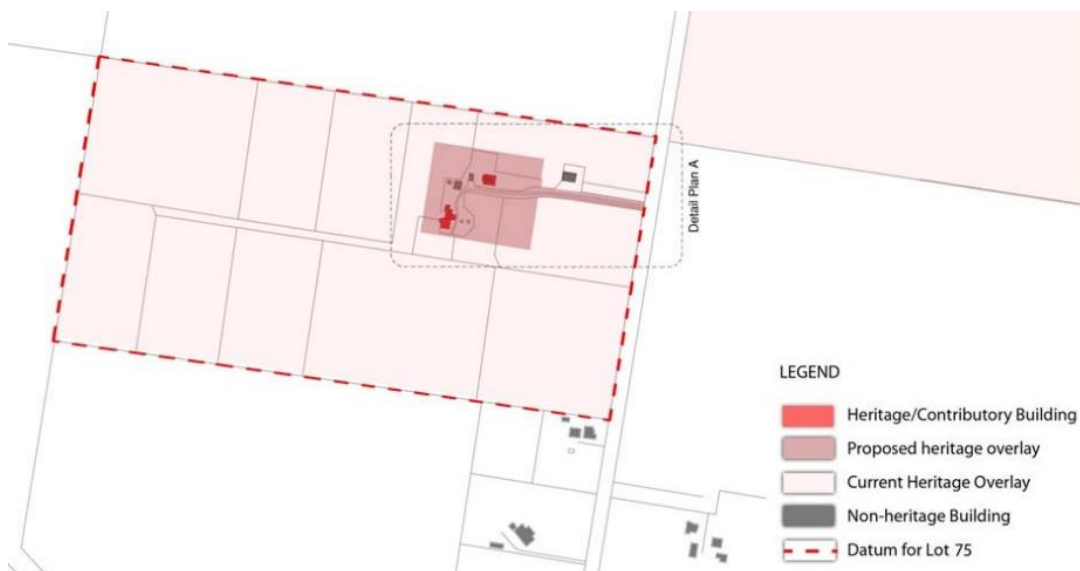 Detail Plan A
LEGEND
Heritage/Contributory Building
Proposed heritage overlay
Current Heritage Overlay
Non-heritage Building
Datum for Lot 75